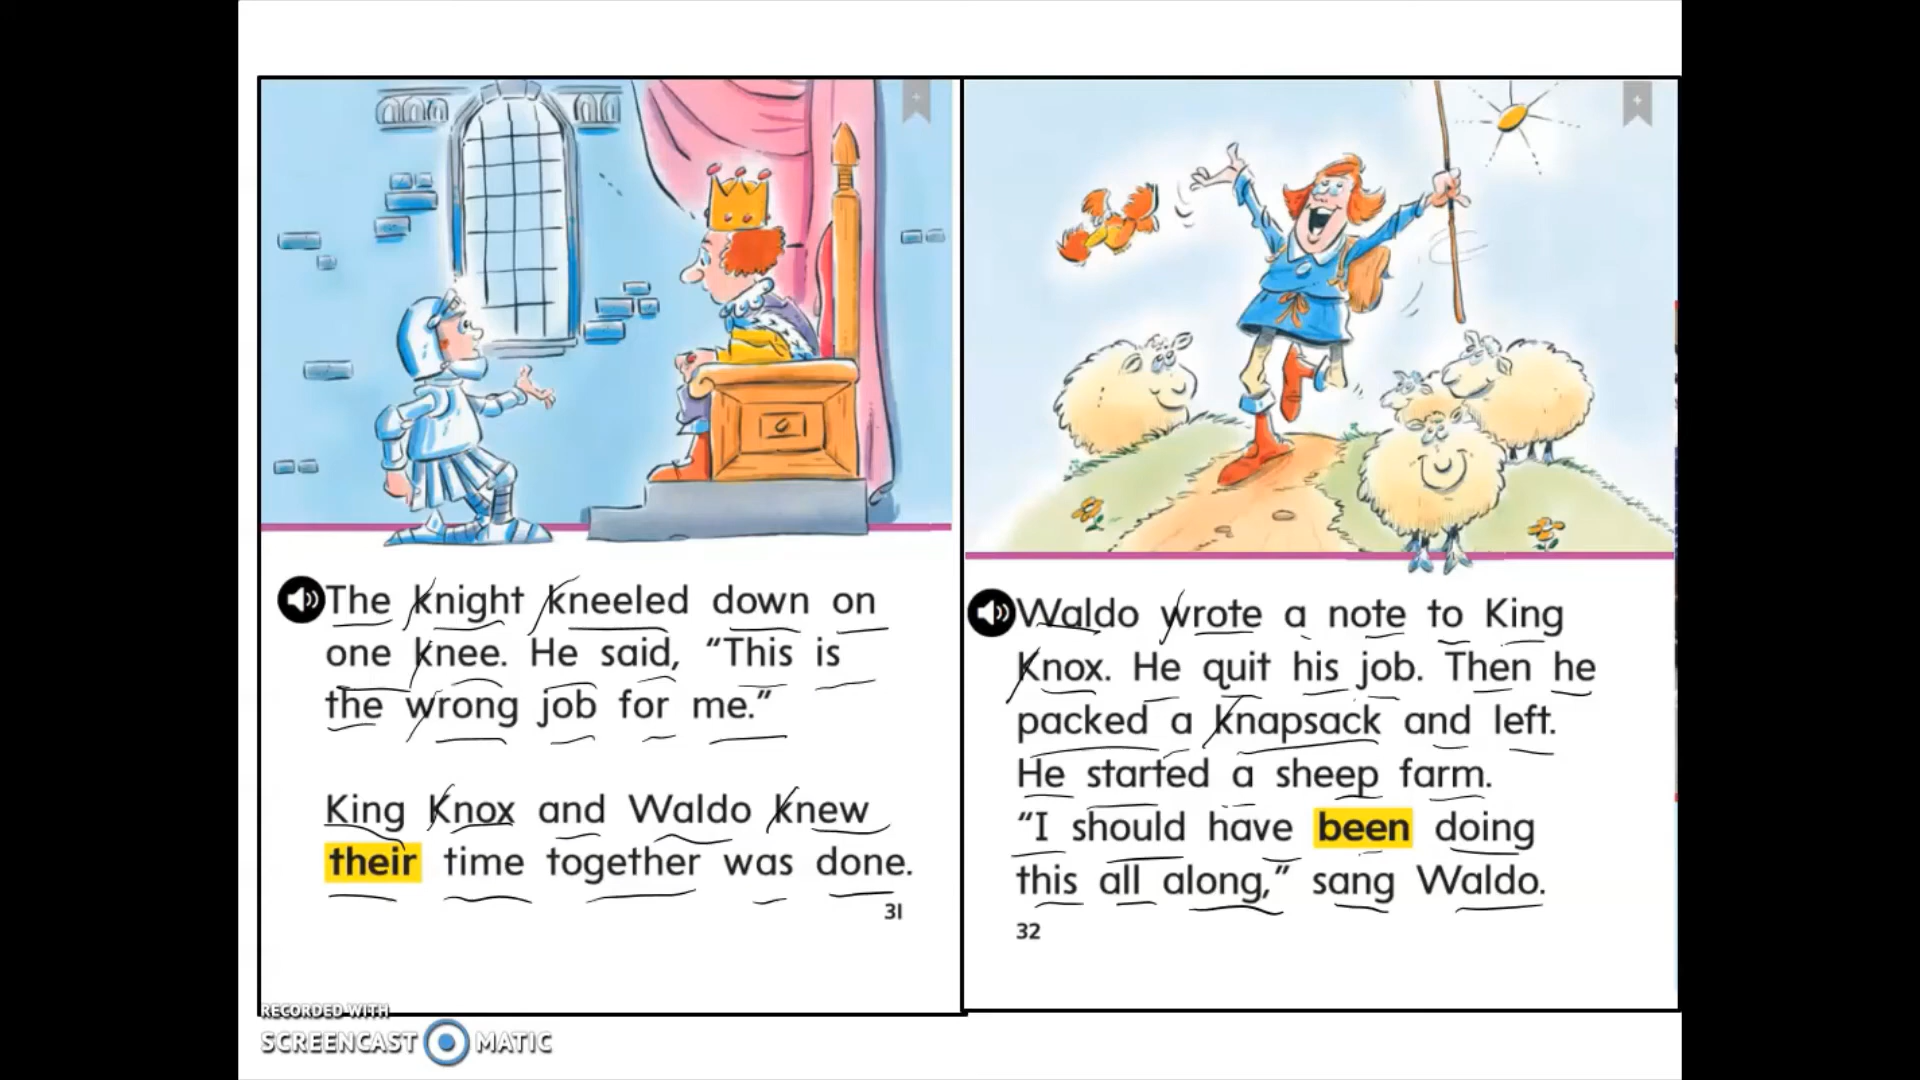 The knight kneeled down on
one knee. He said, “This is
the wrong job for me.”
King Knox and Waldo knew
their time together was done.
31
Waldo wrote a note to King
Knox. He quit his job. Then he
packed a knapsack and left.
He started a sheep farm.
“I should have been doing
this all along,” sang Waldo.
32
RECORDED WITH
SCREENCAST MATIC